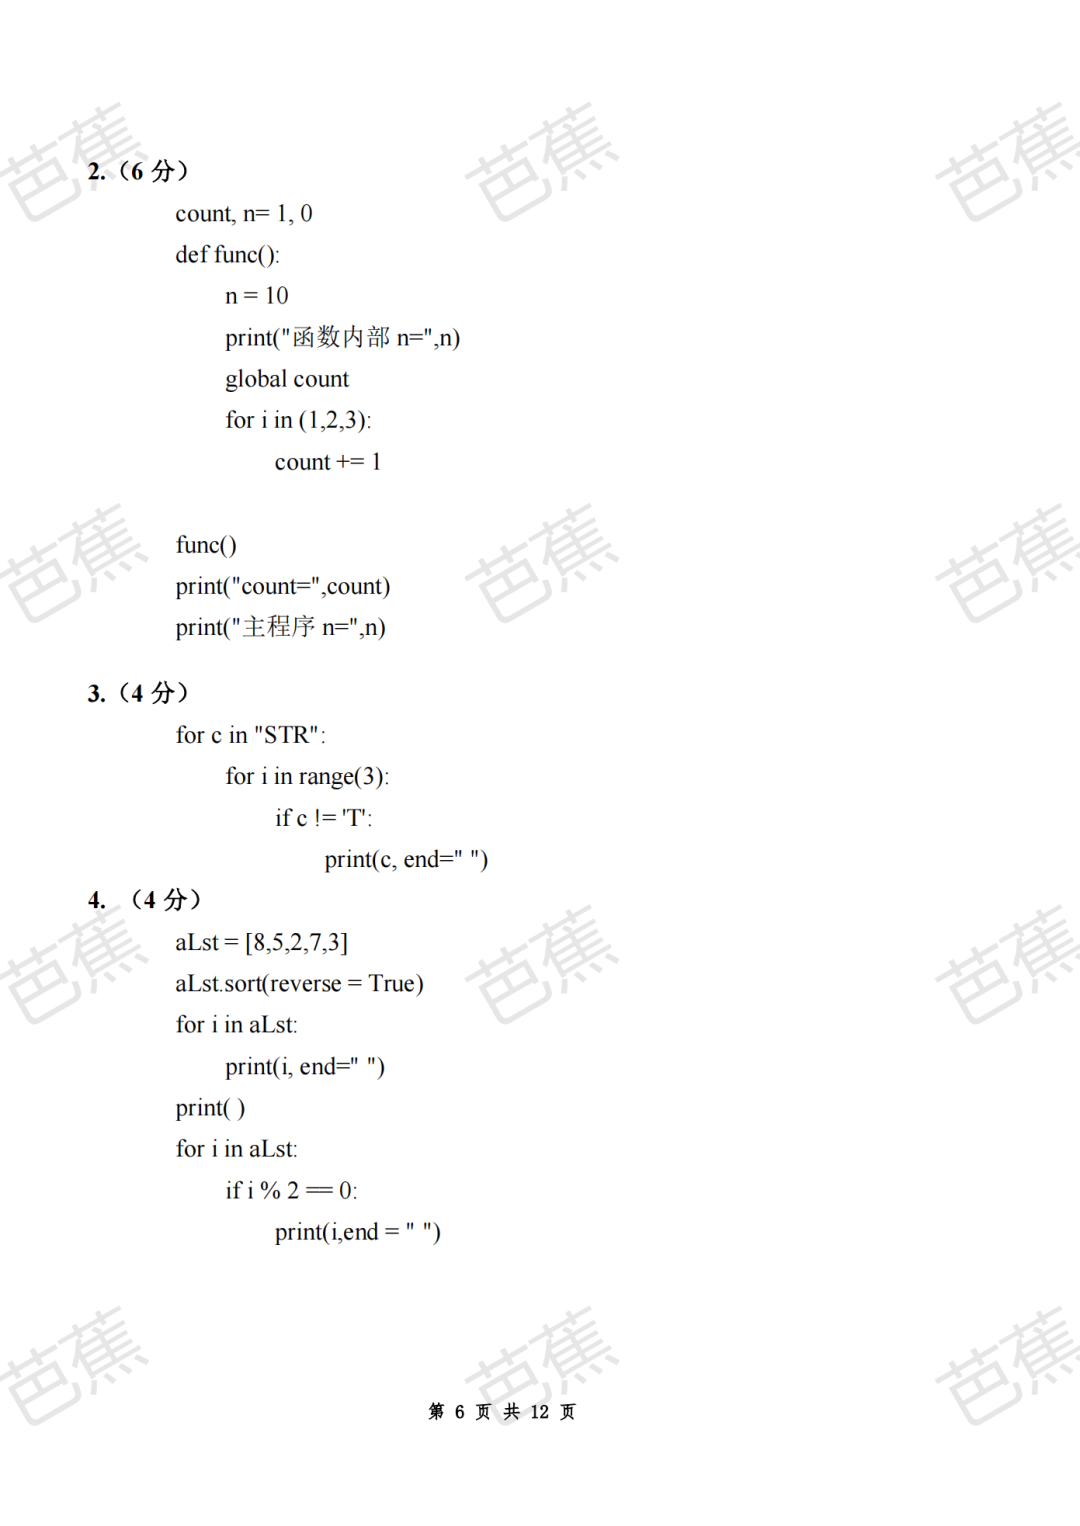 2.（6 分）
count, n= 1, 0
def func():
n = 10
print("函数内部 n=",n)
global count
for i in (1,2,3):
count += 1
func()
print("count=",count)
print("主程序 n=",n)
3.（4 分）
for c in "STR":
for i in range(3):
if c != 'T':
print(c, end=" ")
4. （4 分）
aLst = [8,5,2,7,3]
aLst.sort(reverse = True)
for i in aLst:
print(i, end=" ")
print( )
for i in aLst:
if i % 2 == 0:
print(i,end = " ")
第 6 页 共 12 页
芭蕉
芭蕉
芭蕉
芭蕉
芭蕉
芭蕉
芭蕉
芭蕉
芭蕉
芭蕉
芭蕉
芭蕉